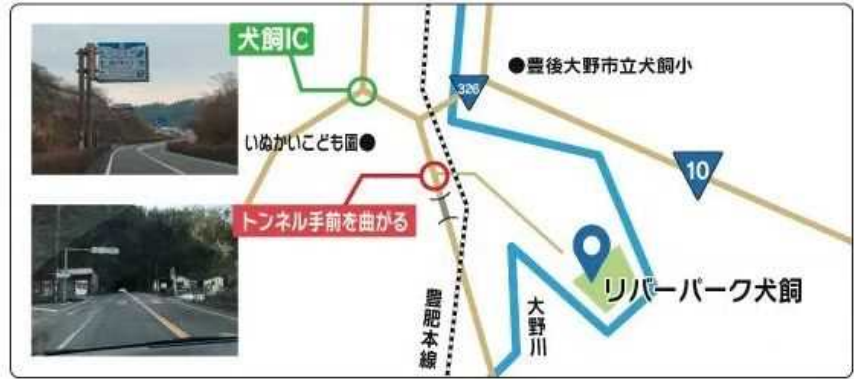 犬飼IC
326
●豊後大野市立犬飼小
いぬかいこども園●
10
トンネル手前を曲がる
リバーパーク犬飼
豊肥本線
大野川